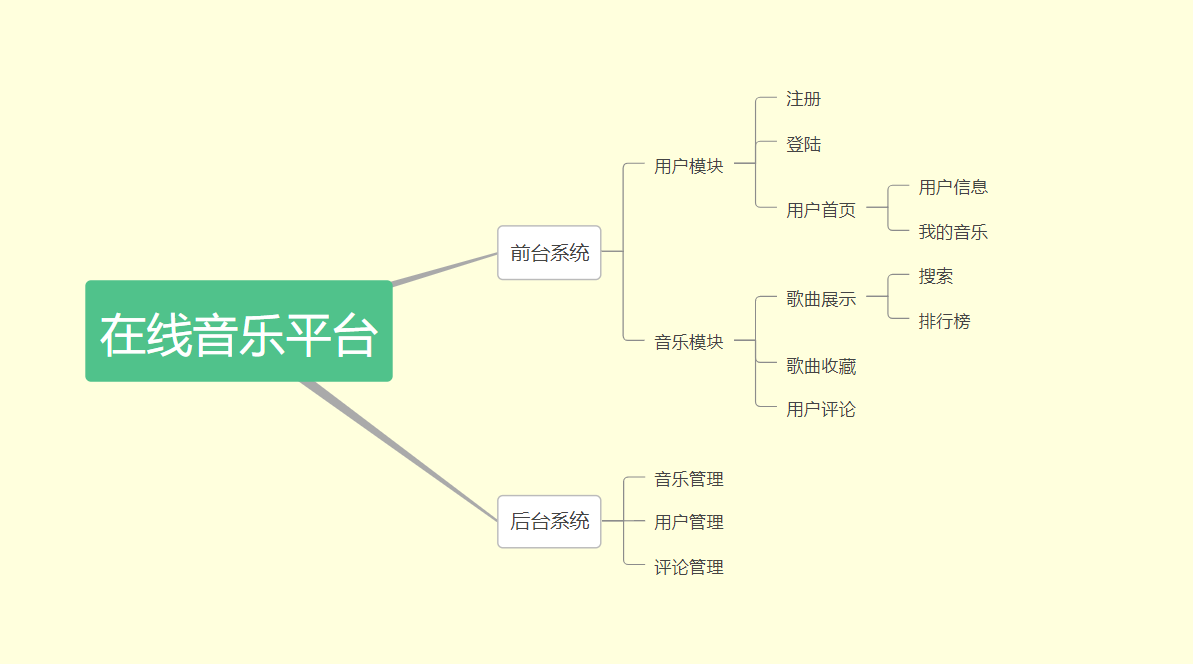 在线音乐平台
前台系统
用户模块
注册
登陆
用户首页
用户信息
我的音乐
音乐模块
歌曲展示
搜索
排行榜
歌曲收藏
用户评论
后台系统
音乐管理
用户管理
评论管理